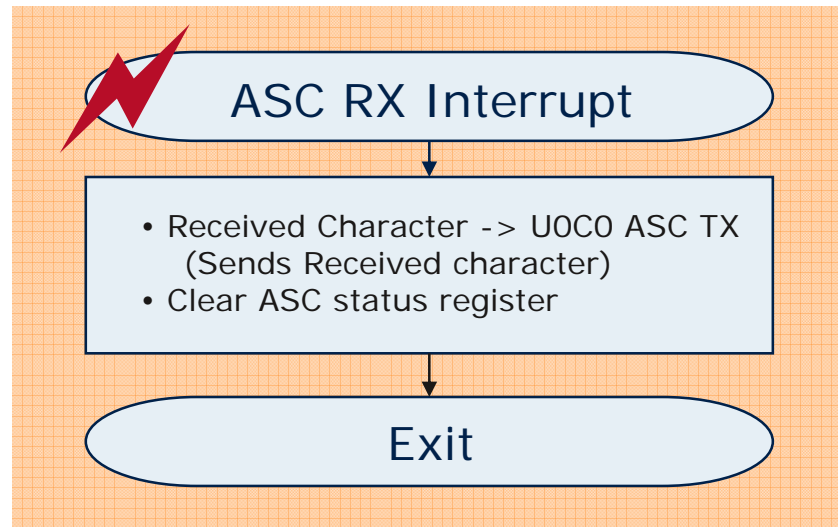 ASC RX Interrupt
• Received Character -> U0C0 ASC TX
(Sends Received character)
• Clear ASC status register
Exit